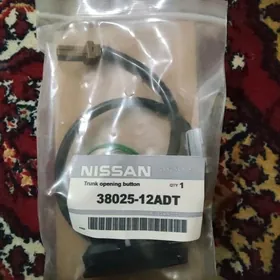 NISSAN
Trunk opening button QTY 1
38025-12ADT